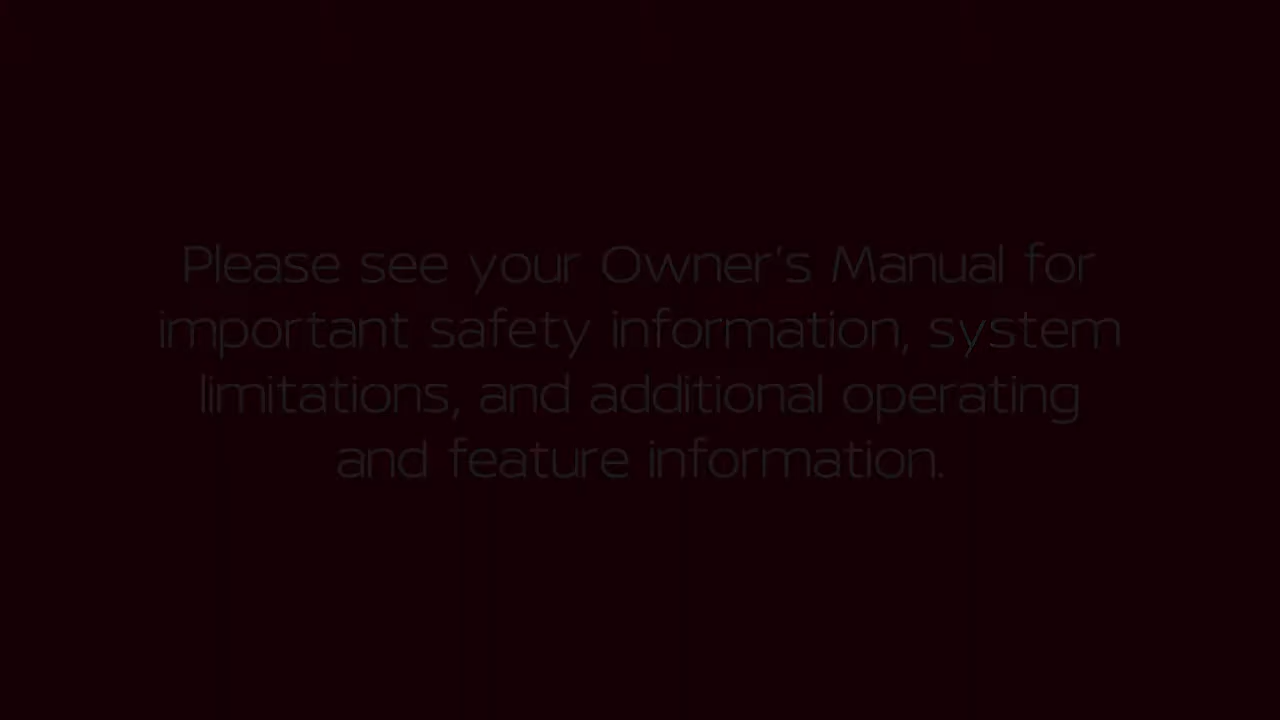 Please see your Owner's Manual for
important safety information, system
limitations, and additional operating
and feature information.